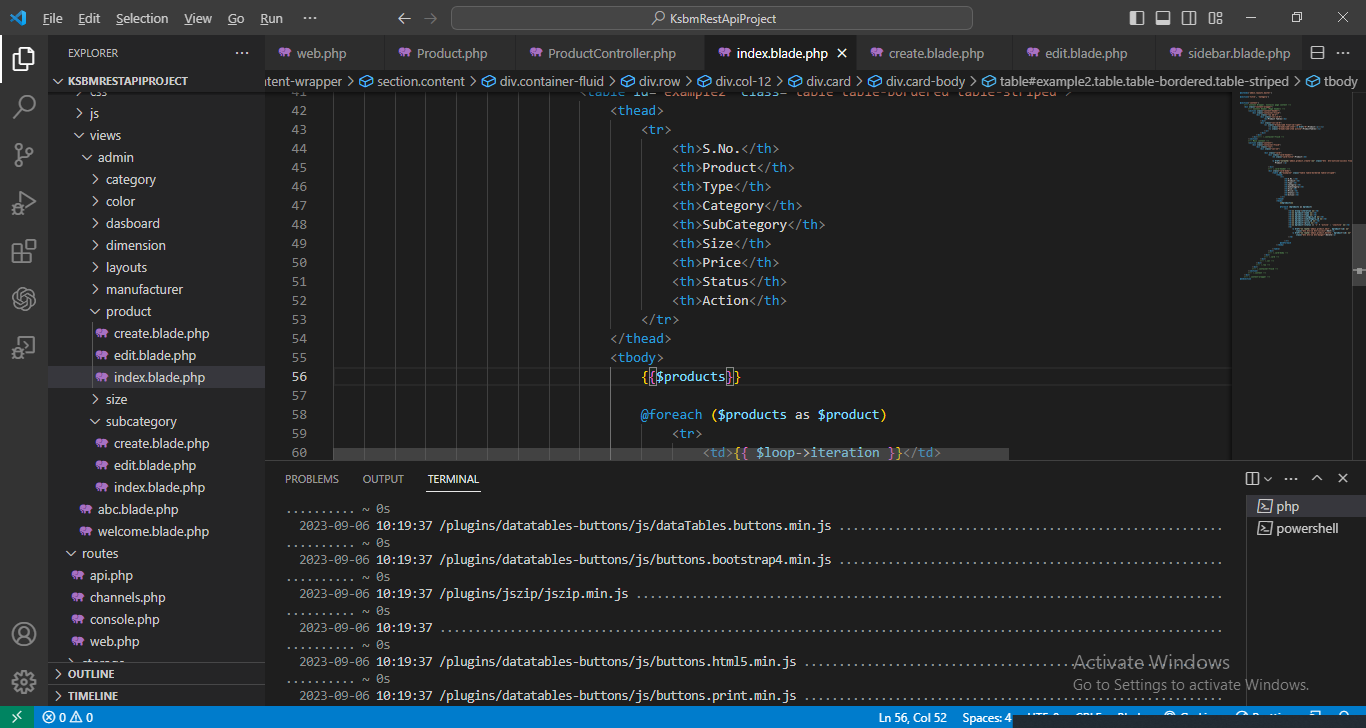 File Edit Selection View Go Run ··· KsbmRestApiProject
EXPLORER ···
web.php Product.php ProductController.php index.blade.php create.blade.php edit.blade.php sidebar.blade.php ···
KSBMRESTAPIPROJECT
ntent-wrapper > section.content > div.container-fluid > div.row > div.col-12 > div.card > div.card-body > table#example2.table.table-bordered.table-striped > tbody
css
js
views
admin
category
color
dasboard
dimension
layouts
manufacturer
product
create.blade.php
edit.blade.php
index.blade.php
size
subcategory
create.blade.php
edit.blade.php
index.blade.php
abc.blade.php
welcome.blade.php
routes
api.php
channels.php
console.php
web.php
storage
OUTLINE
TIMELINE
41 <table id="example2" class="table table-bordered table-striped">
42 <thead>
43 <tr>
44 <th>S.No.</th>
45 <th>Product</th>
46 <th>Type</th>
47 <th>Category</th>
48 <th>SubCategory</th>
49 <th>Size</th>
50 <th>Price</th>
51 <th>Status</th>
52 <th>Action</th>
53 </tr>
54 </thead>
55 <tbody>
56 {{$products}}
57
58 @foreach ($products as $product)
59 <tr>
60 <td>{{ $loop->iteration }}</td>
PROBLEMS OUTPUT TERMINAL ···
.......... ~ 0s
2023-09-06 10:19:37 /plugins/datatables-buttons/js/dataTables.buttons.min.js ..................................................
.......... ~ 0s
2023-09-06 10:19:37 /plugins/datatables-buttons/js/buttons.bootstrap4.min.js ..................................................
.......... ~ 0s
2023-09-06 10:19:37 /plugins/jszip/jszip.min.js ............................................................................
.......... ~ 0s
2023-09-06 10:19:37 .....................................................................................................
.......... ~ 0s
2023-09-06 10:19:37 /plugins/datatables-buttons/js/buttons.html5.min.js ......................................................
.......... ~ 0s
2023-09-06 10:19:37 /plugins/datatables-buttons/js/buttons.print.min.js ......................................................
php
powershell
Activate Windows
Go to Settings to activate Windows.
0 0 Ln 56, Col 52 Spaces: 4